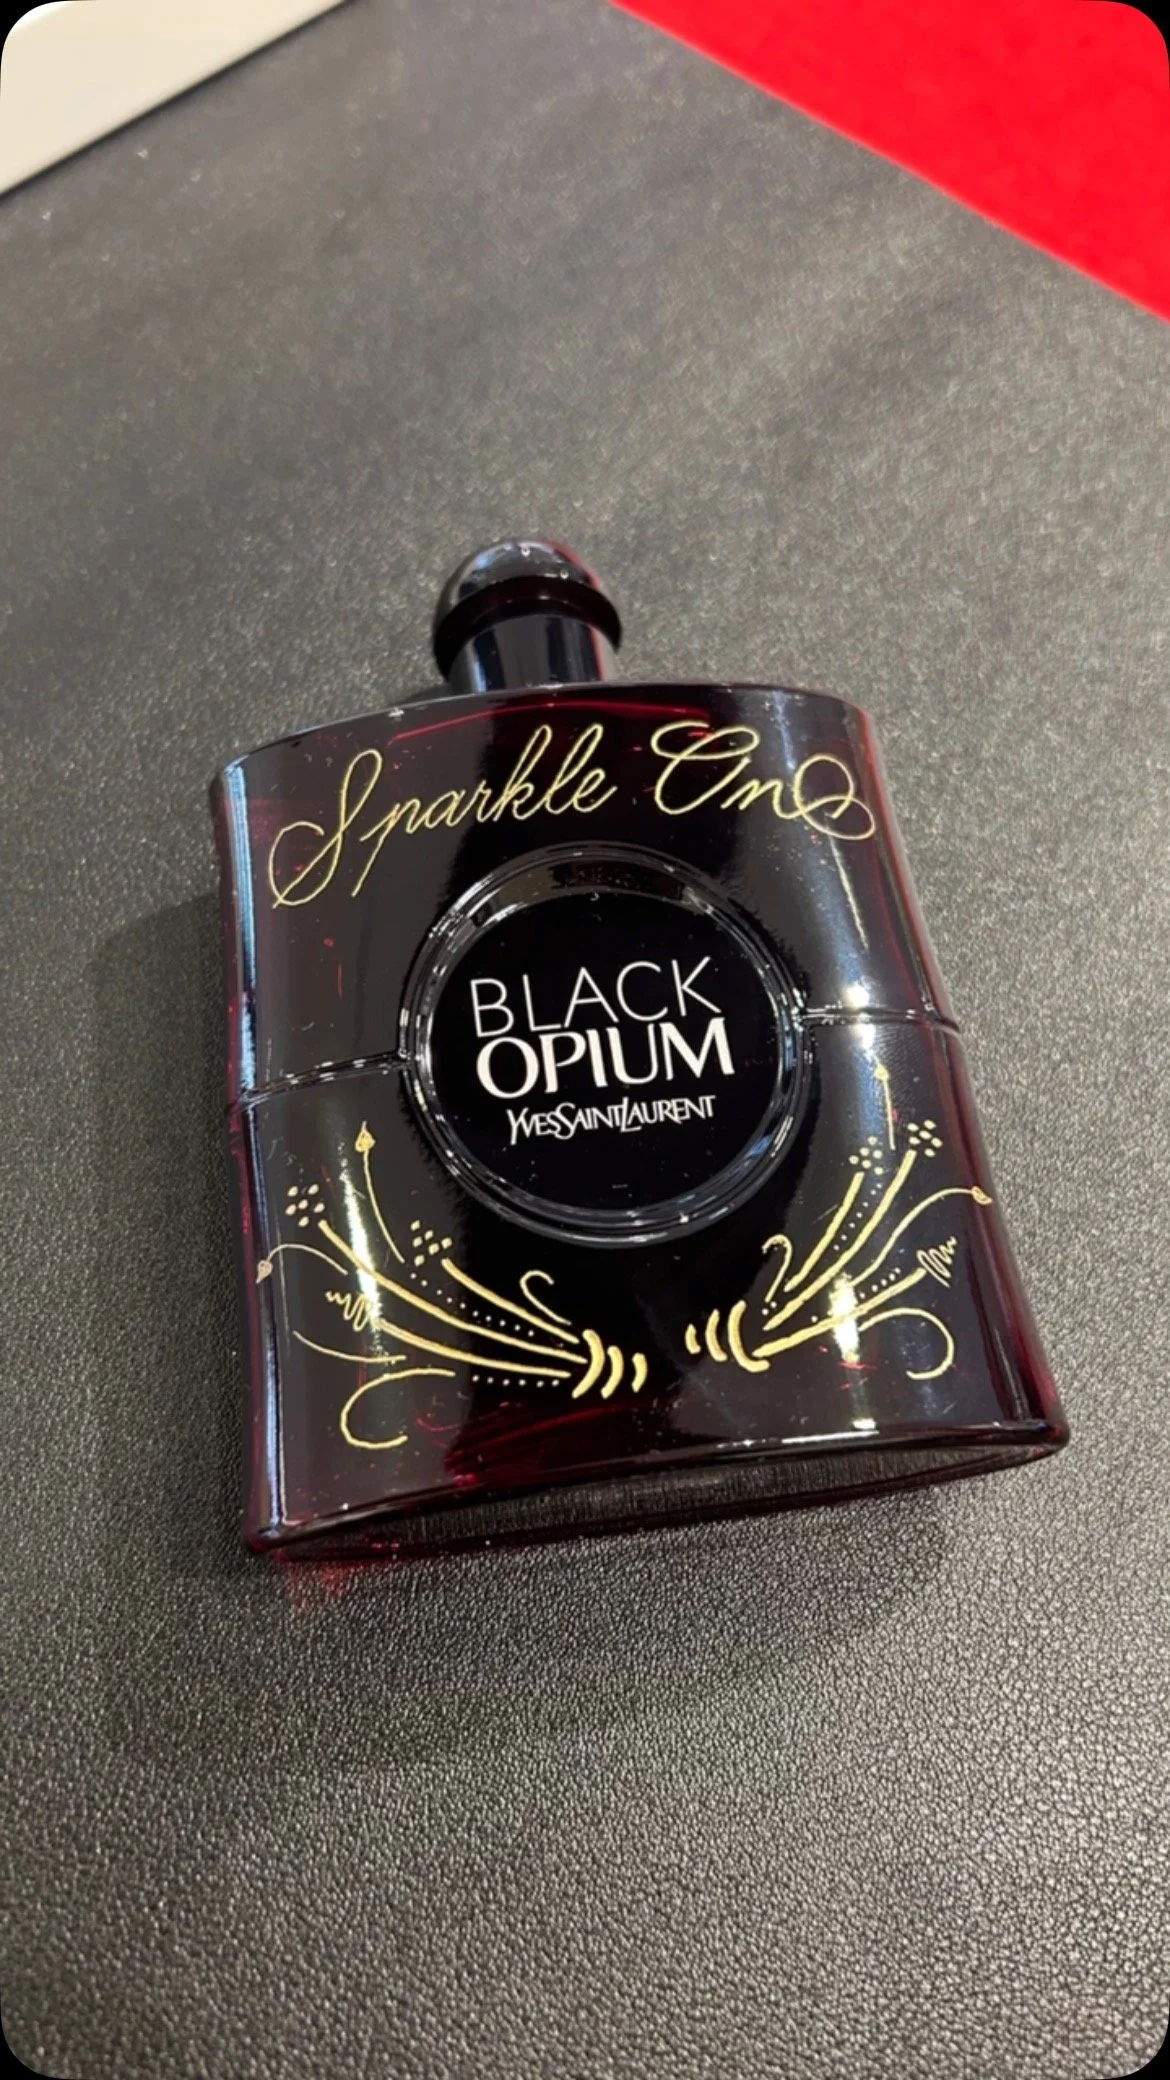 Sparkle On
BLACK
OPIUM
YVESSAINTLAURENT